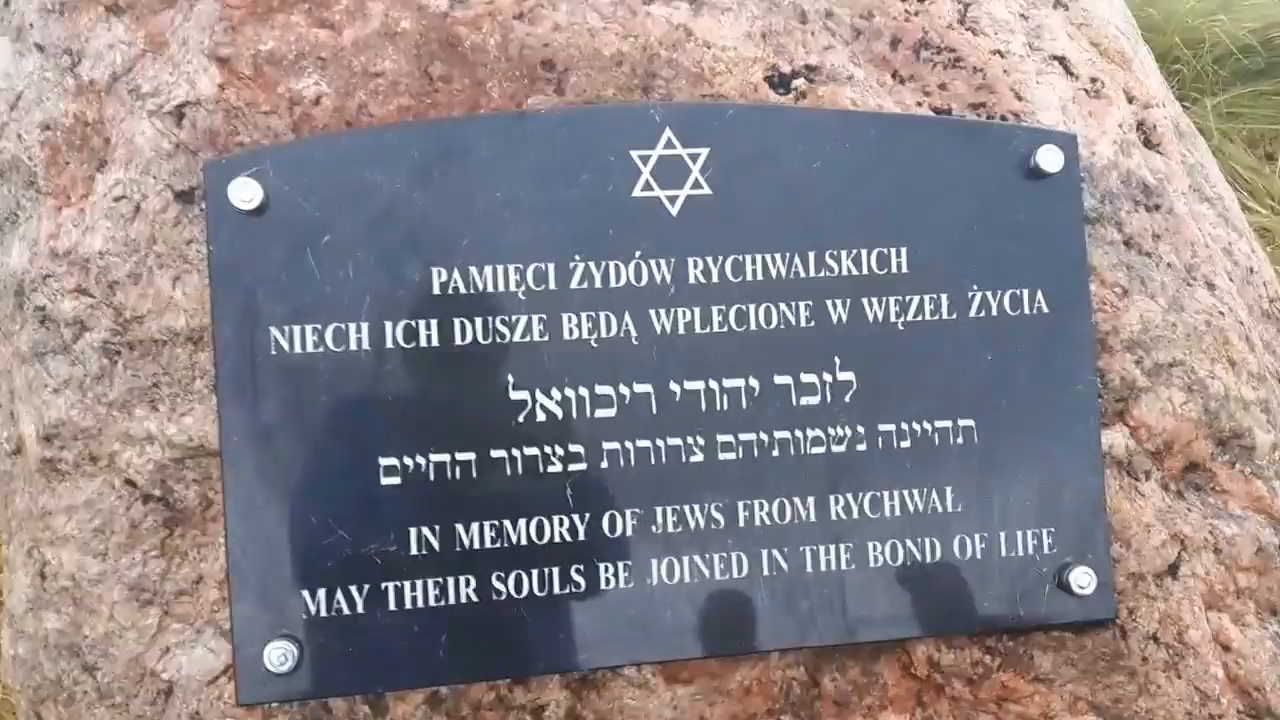 PAMIĘCI ŻYDÓW RYCHWALSKICH
NIECH ICH DUSZE BĘDĄ WPLECIONE W WĘZEŁ ŻYCIA
לזכר יהודי ריכוואל
תהיינה נשמותיהם צרורות בצרור החיים
IN MEMORY OF JEWS FROM RYCHWAŁ
MAY THEIR SOULS BE JOINED IN THE BOND OF LIFE